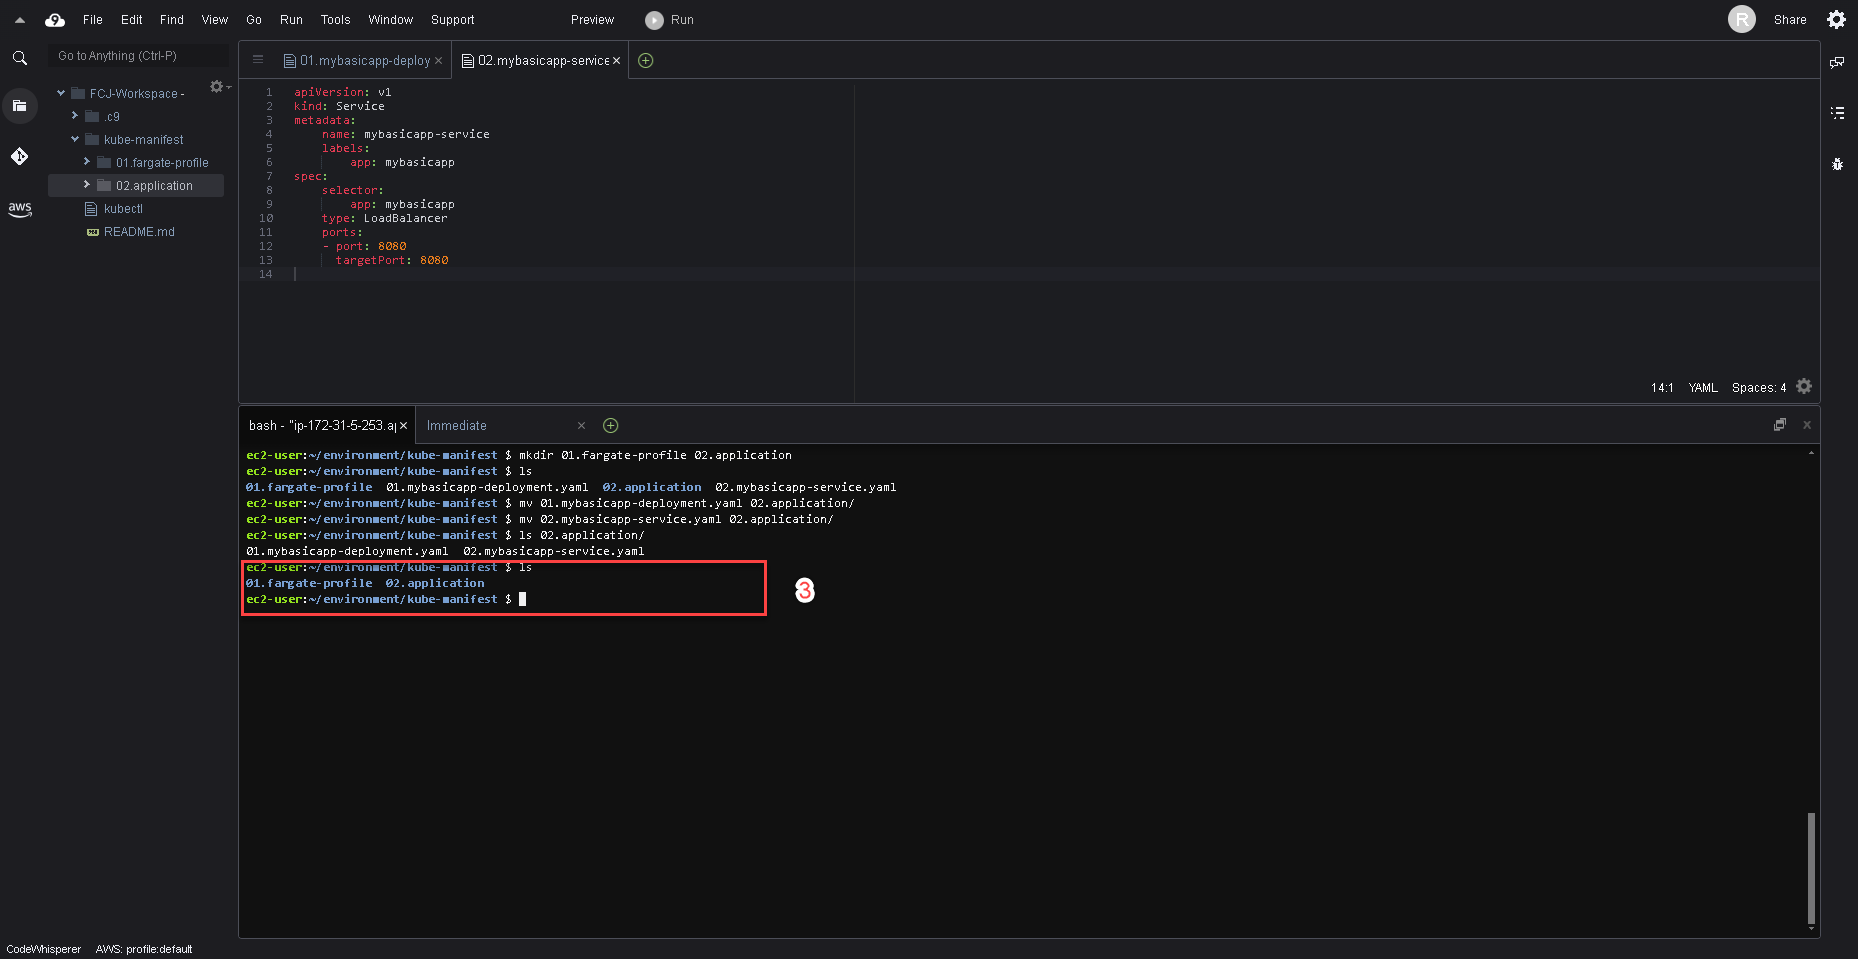 9 File Edit Find View Go Run Tools Window Support Preview Run R Share
Go to Anything (Ctrl-P)
FCJ-Workspace -
.c9
kube-manifest
01.fargate-profile
02.application
kubectl
README.md
aws
01.mybasicapp-deploy × 02.mybasicapp-service ×
1 apiVersion: v1
2 kind: Service
3 metadata:
4 name: mybasicapp-service
5 labels:
6 app: mybasicapp
7 spec:
8 selector:
9 app: mybasicapp
10 type: LoadBalancer
11 ports:
12 - port: 8080
13 targetPort: 8080
14
14:1 YAML Spaces: 4
bash - "ip-172-31-5-253.ap × Immediate ×
ec2-user:~/environment/kube-manifest $ mkdir 01.fargate-profile 02.application
ec2-user:~/environment/kube-manifest $ ls
01.fargate-profile 01.mybasicapp-deployment.yaml 02.application 02.mybasicapp-service.yaml
ec2-user:~/environment/kube-manifest $ mv 01.mybasicapp-deployment.yaml 02.application/
ec2-user:~/environment/kube-manifest $ mv 02.mybasicapp-service.yaml 02.application/
ec2-user:~/environment/kube-manifest $ ls 02.application/
01.mybasicapp-deployment.yaml 02.mybasicapp-service.yaml
ec2-user:~/environment/kube-manifest $ ls
01.fargate-profile 02.application
ec2-user:~/environment/kube-manifest $
3
CodeWhisperer AWS: profile:default